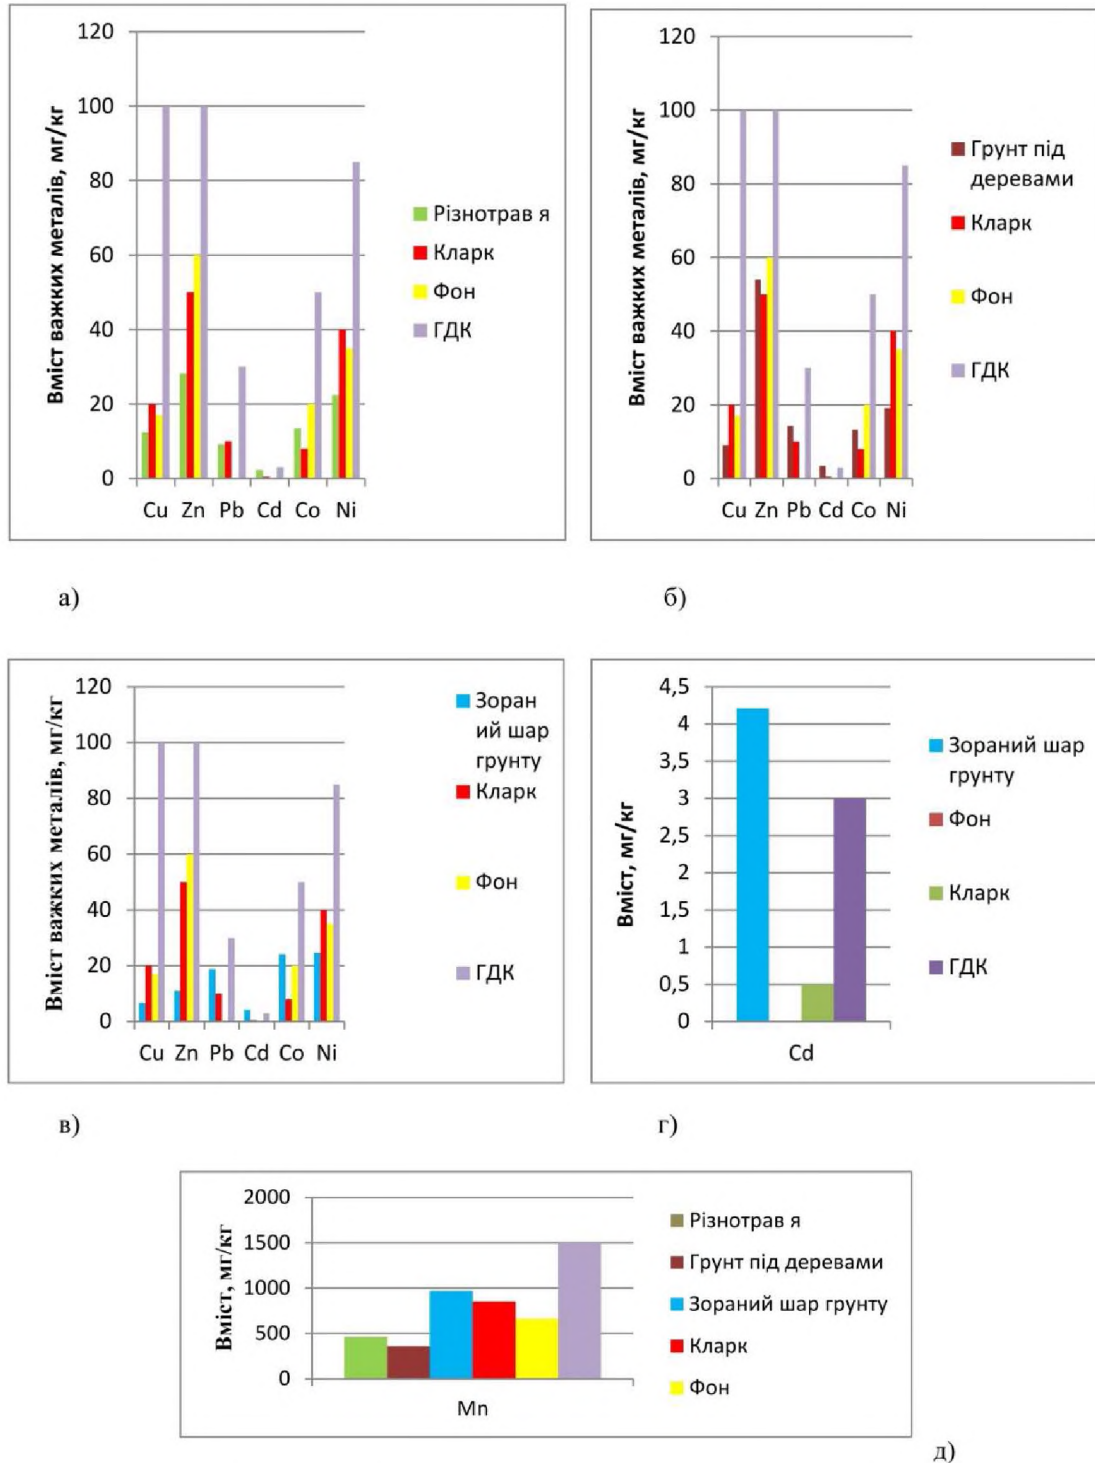 120
100
80
60
40
20
0
Вміст важких металів, мг/кг
Cu Zn Pb Cd Co Ni
Різнотрав я
Кларк
Фон
ГДК
а)
120
100
80
60
40
20
0
Вміст важких металів, мг/кг
Cu Zn Pb Cd Co Ni
Грунт під
деревами
Кларк
Фон
ГДК
б)
120
100
80
60
40
20
0
Вміст важких металів, мг/кг
Cu Zn Pb Cd Co Ni
Зоран
ий шар
грунту
Кларк
Фон
ГДК
в)
4,5
4
3,5
3
2,5
2
1,5
1
0,5
0
Вміст, мг/кг
Cd
Зораний шар
грунту
Фон
Кларк
ГДК
г)
2000
1500
1000
500
0
Вміст, мг/кг
Mn
Різнотрав я
Грунт під деревами
Зораний шар грунту
Кларк
Фон
д)